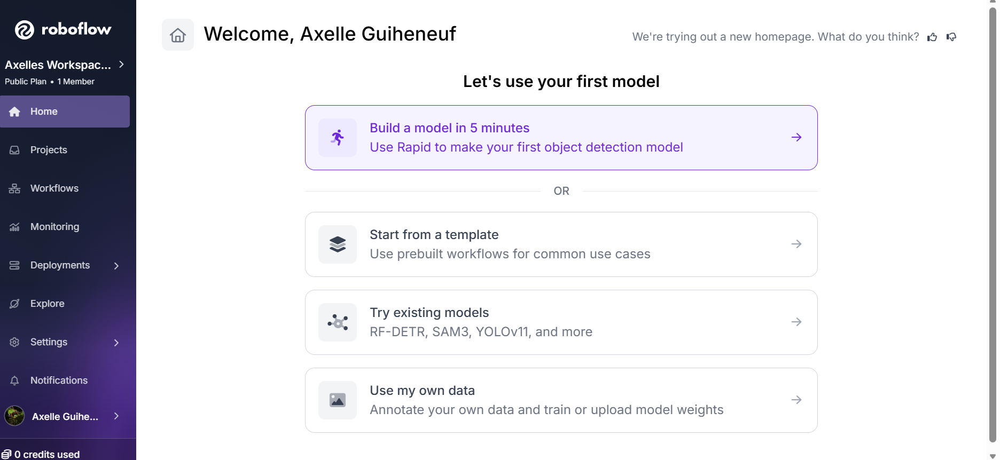 roboflow
Axelles Workspac...
Public Plan • 1 Member
Home
Projects
Workflows
Monitoring
Deployments
Explore
Settings
Notifications
Axelle Guihe...
0 credits used
Welcome, Axelle Guiheneuf
We're trying out a new homepage. What do you think?
Let's use your first model
Build a model in 5 minutes
Use Rapid to make your first object detection model
OR
Start from a template
Use prebuilt workflows for common use cases
Try existing models
RF-DETR, SAM3, YOLOv11, and more
Use my own data
Annotate your own data and train or upload model weights